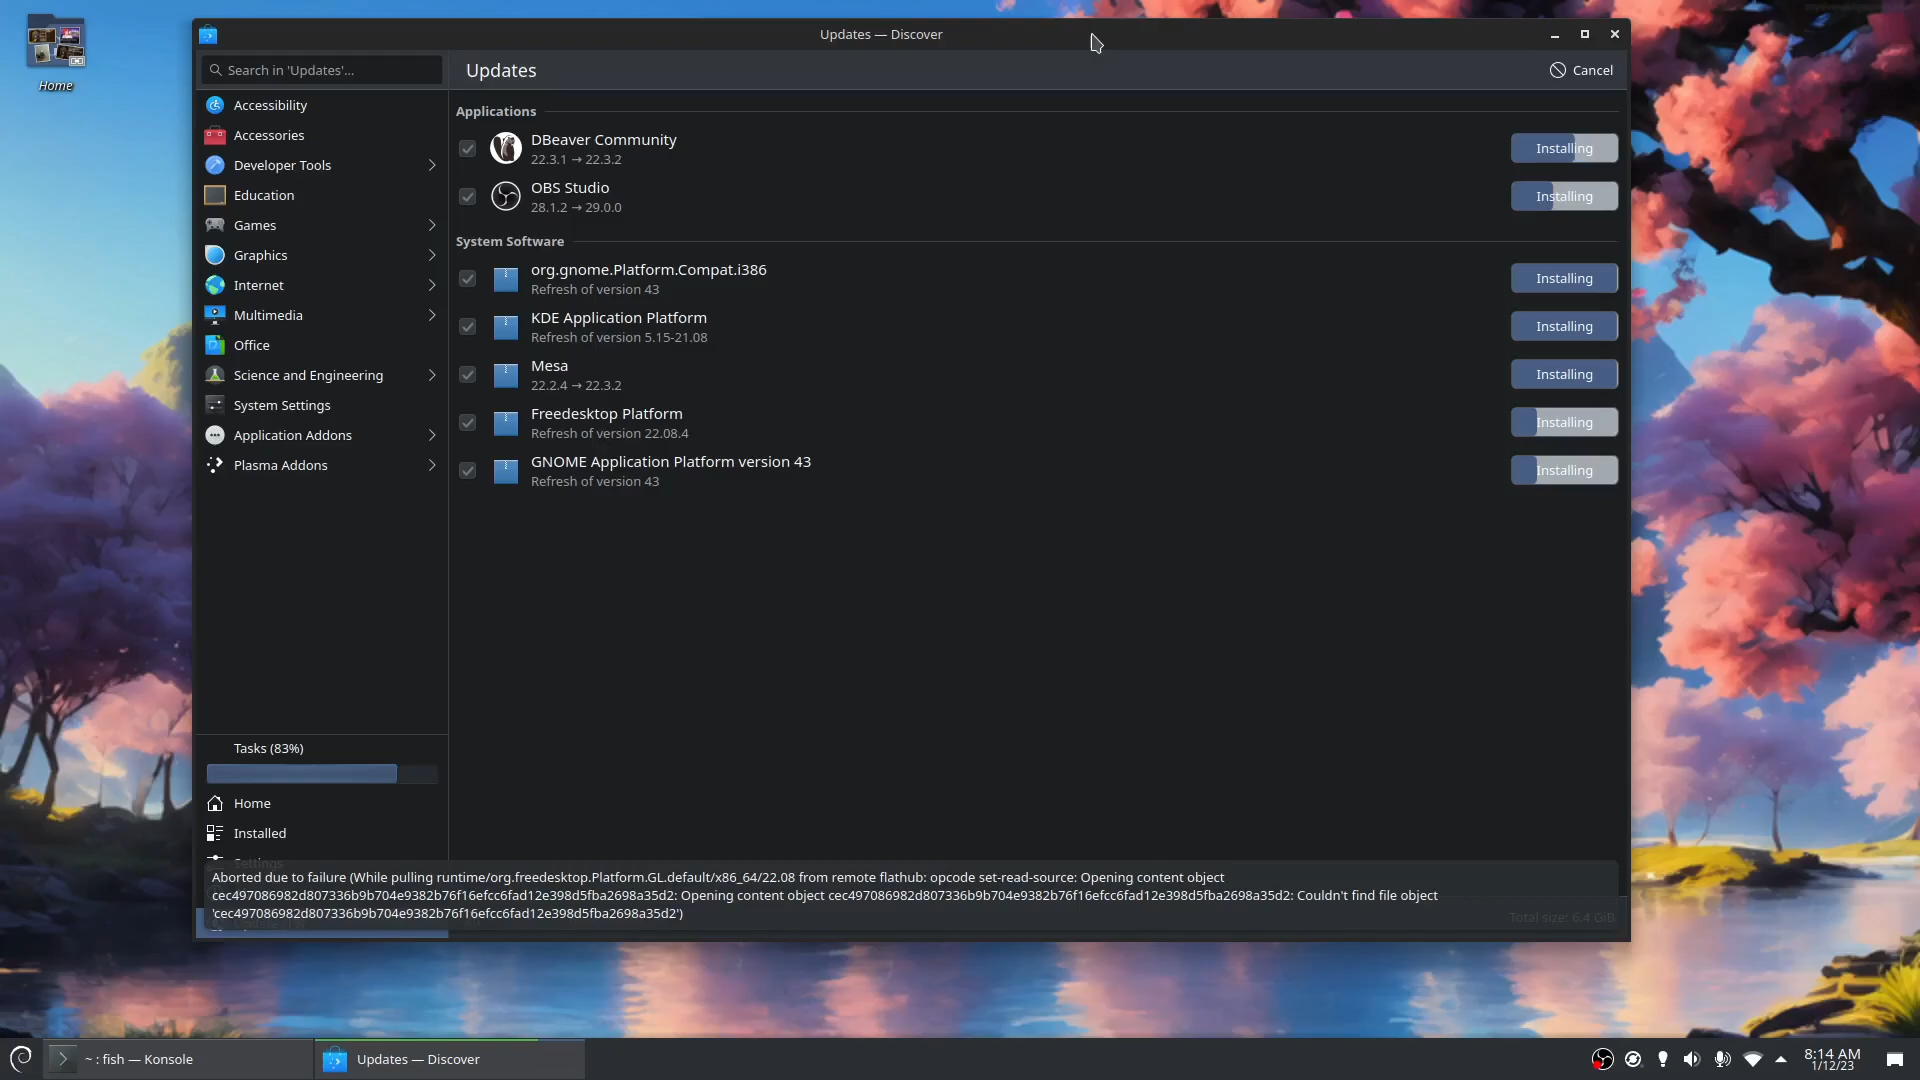 Home
Updates — Discover
Search in 'Updates'...
Updates
Cancel
Accessibility
Accessories
Developer Tools
Education
Games
Graphics
Internet
Multimedia
Office
Science and Engineering
System Settings
Application Addons
Plasma Addons
Applications
DBeaver Community
22.3.1 → 22.3.2
Installing
OBS Studio
28.1.2 → 29.0.0
Installing
System Software
org.gnome.Platform.Compat.i386
Refresh of version 43
Installing
KDE Application Platform
Refresh of version 5.15-21.08
Installing
Mesa
22.2.4 → 22.3.2
Installing
Freedesktop Platform
Refresh of version 22.08.4
Installing
GNOME Application Platform version 43
Refresh of version 43
Installing
Tasks (83%)
Home
Installed
Settings
Aborted due to failure (While pulling runtime/org.freedesktop.Platform.GL.default/x86_64/22.08 from remote flathub: opcode set-read-source: Opening content object
cec497086982d807336b9b704e9382b76f16efcc6fad12e398d5fba2698a35d2: Opening content object cec497086982d807336b9b704e9382b76f16efcc6fad12e398d5fba2698a35d2: Couldn't find file object
'cec497086982d807336b9b704e9382b76f16efcc6fad12e398d5fba2698a35d2')
Total size: 6.4 GiB
~ : fish — Konsole
Updates — Discover
8:14 AM
1/12/23